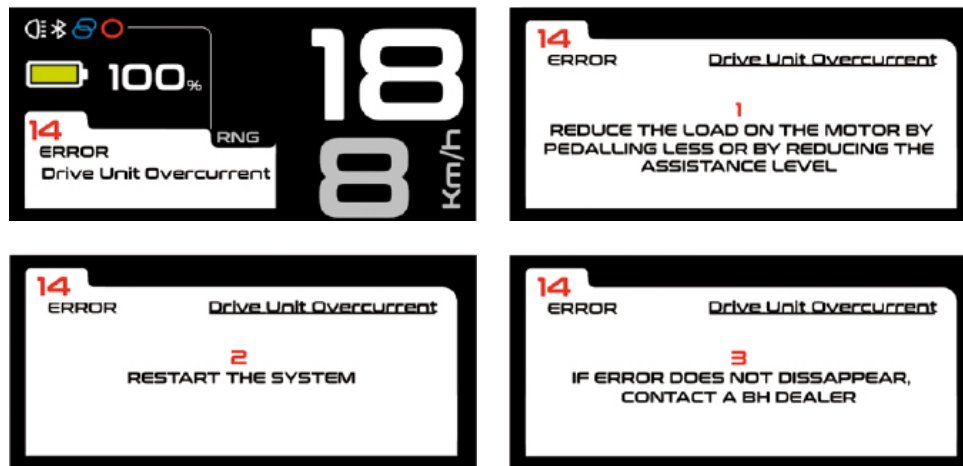 100%
18
8
Km/h
RNG
14
ERROR
Drive Unit Overcurrent
14
ERROR
Drive Unit Overcurrent
1
REDUCE THE LOAD ON THE MOTOR BY
PEDALLING LESS OR BY REDUCING THE
ASSISTANCE LEVEL
14
ERROR
Drive Unit Overcurrent
2
RESTART THE SYSTEM
14
ERROR
Drive Unit Overcurrent
3
IF ERROR DOES NOT DISSAPPEAR,
CONTACT A BH DEALER